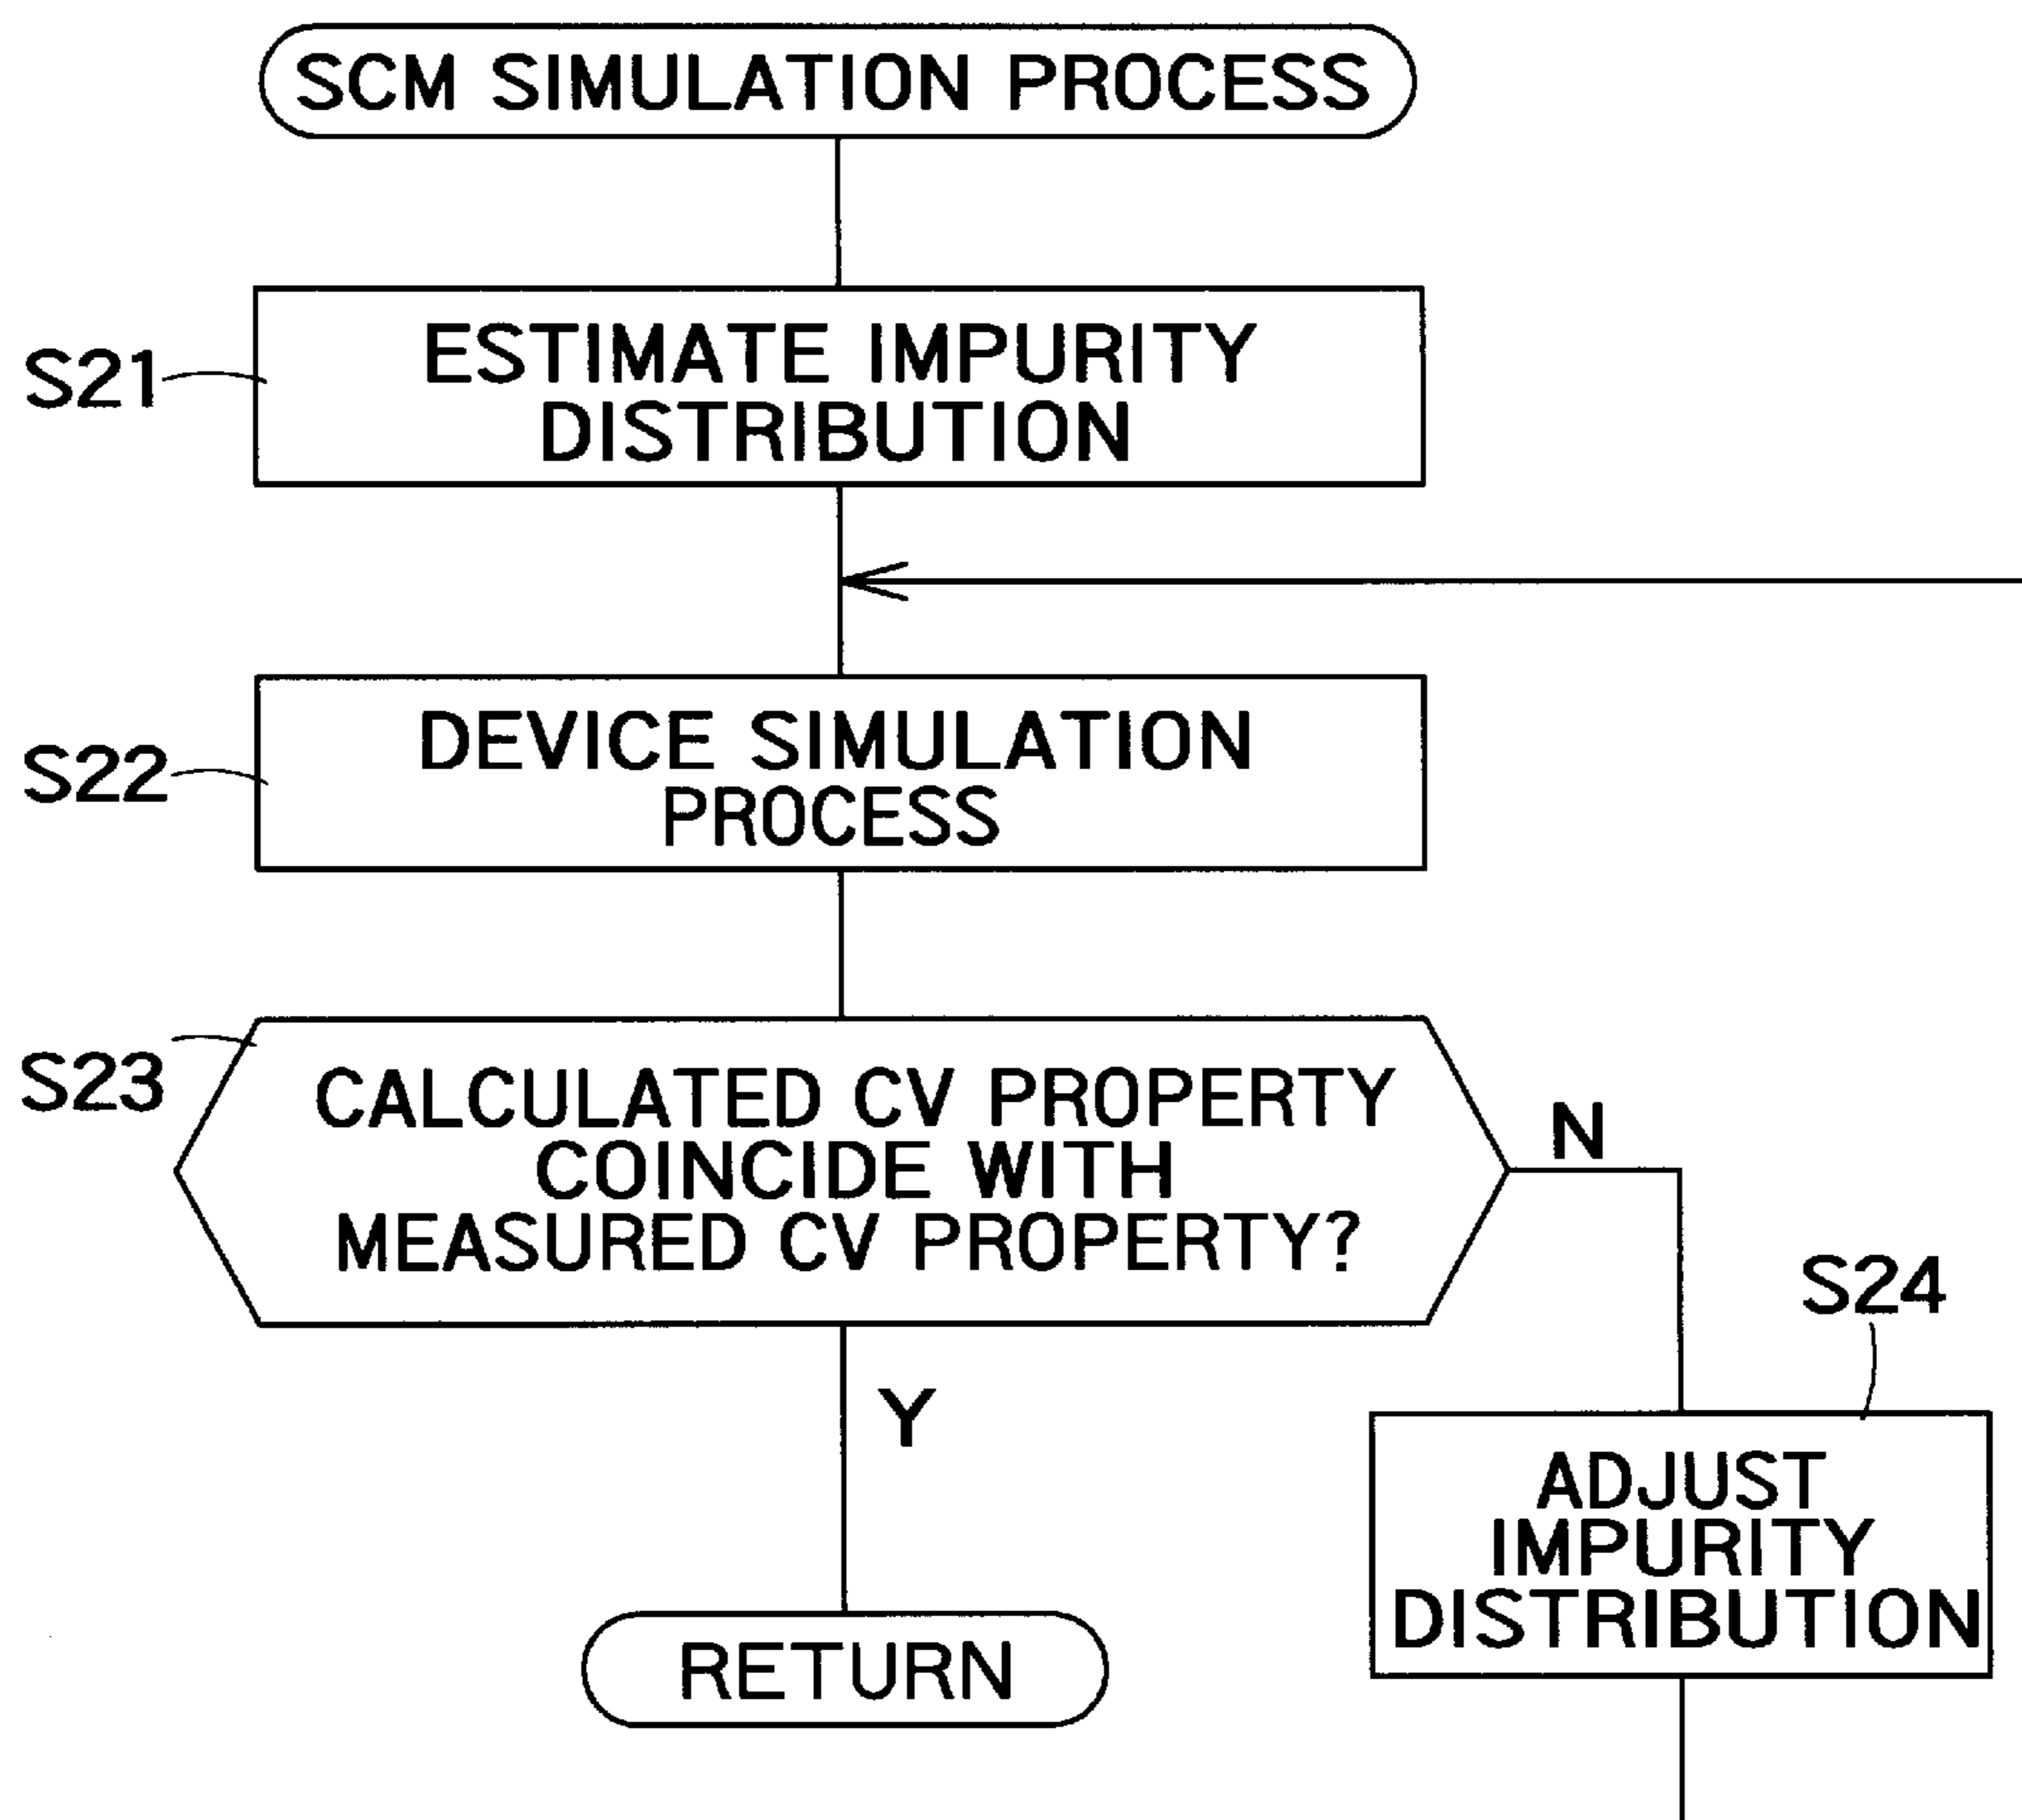 SCM SIMULATION PROCESS
S21
ESTIMATE IMPURITY
DISTRIBUTION
S22
DEVICE SIMULATION
PROCESS
S23
CALCULATED CV PROPERTY
COINCIDE WITH
MEASURED CV PROPERTY?
N
Y
S24
ADJUST
IMPURITY
DISTRIBUTION
RETURN